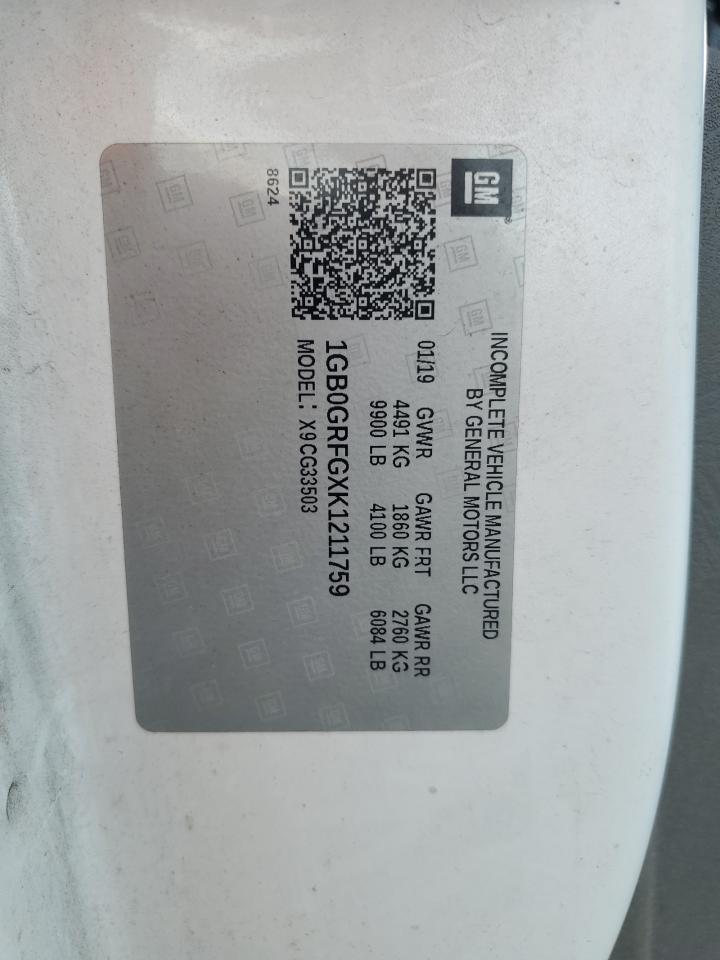 GM
INCOMPLETE VEHICLE MANUFACTURED
BY GENERAL MOTORS LLC
01/19 GVWR GAWR FRT GAWR RR
4491 KG 1860 KG 2760 KG
9900 LB 4100 LB 6084 LB
1GB0GRFGXK1211759
MODEL: X9CG33503
8624